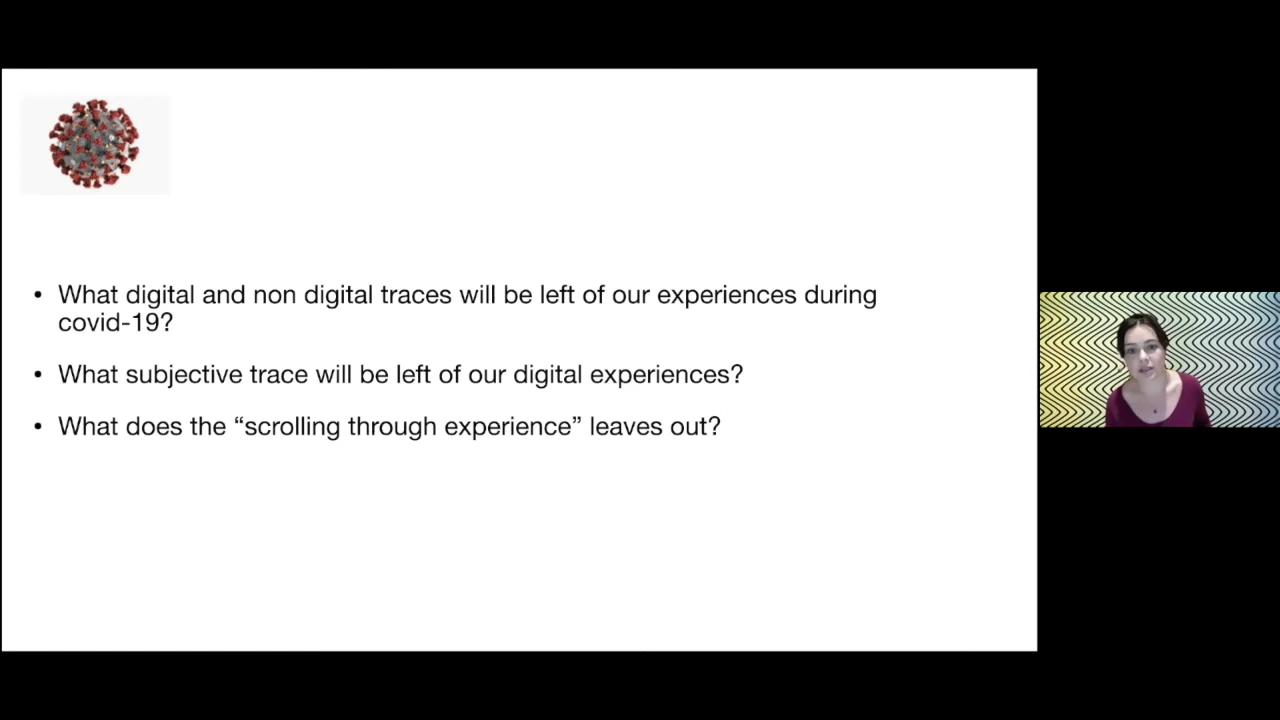 • What digital and non digital traces will be left of our experiences during
covid-19?
• What subjective trace will be left of our digital experiences?
• What does the “scrolling through experience” leaves out?